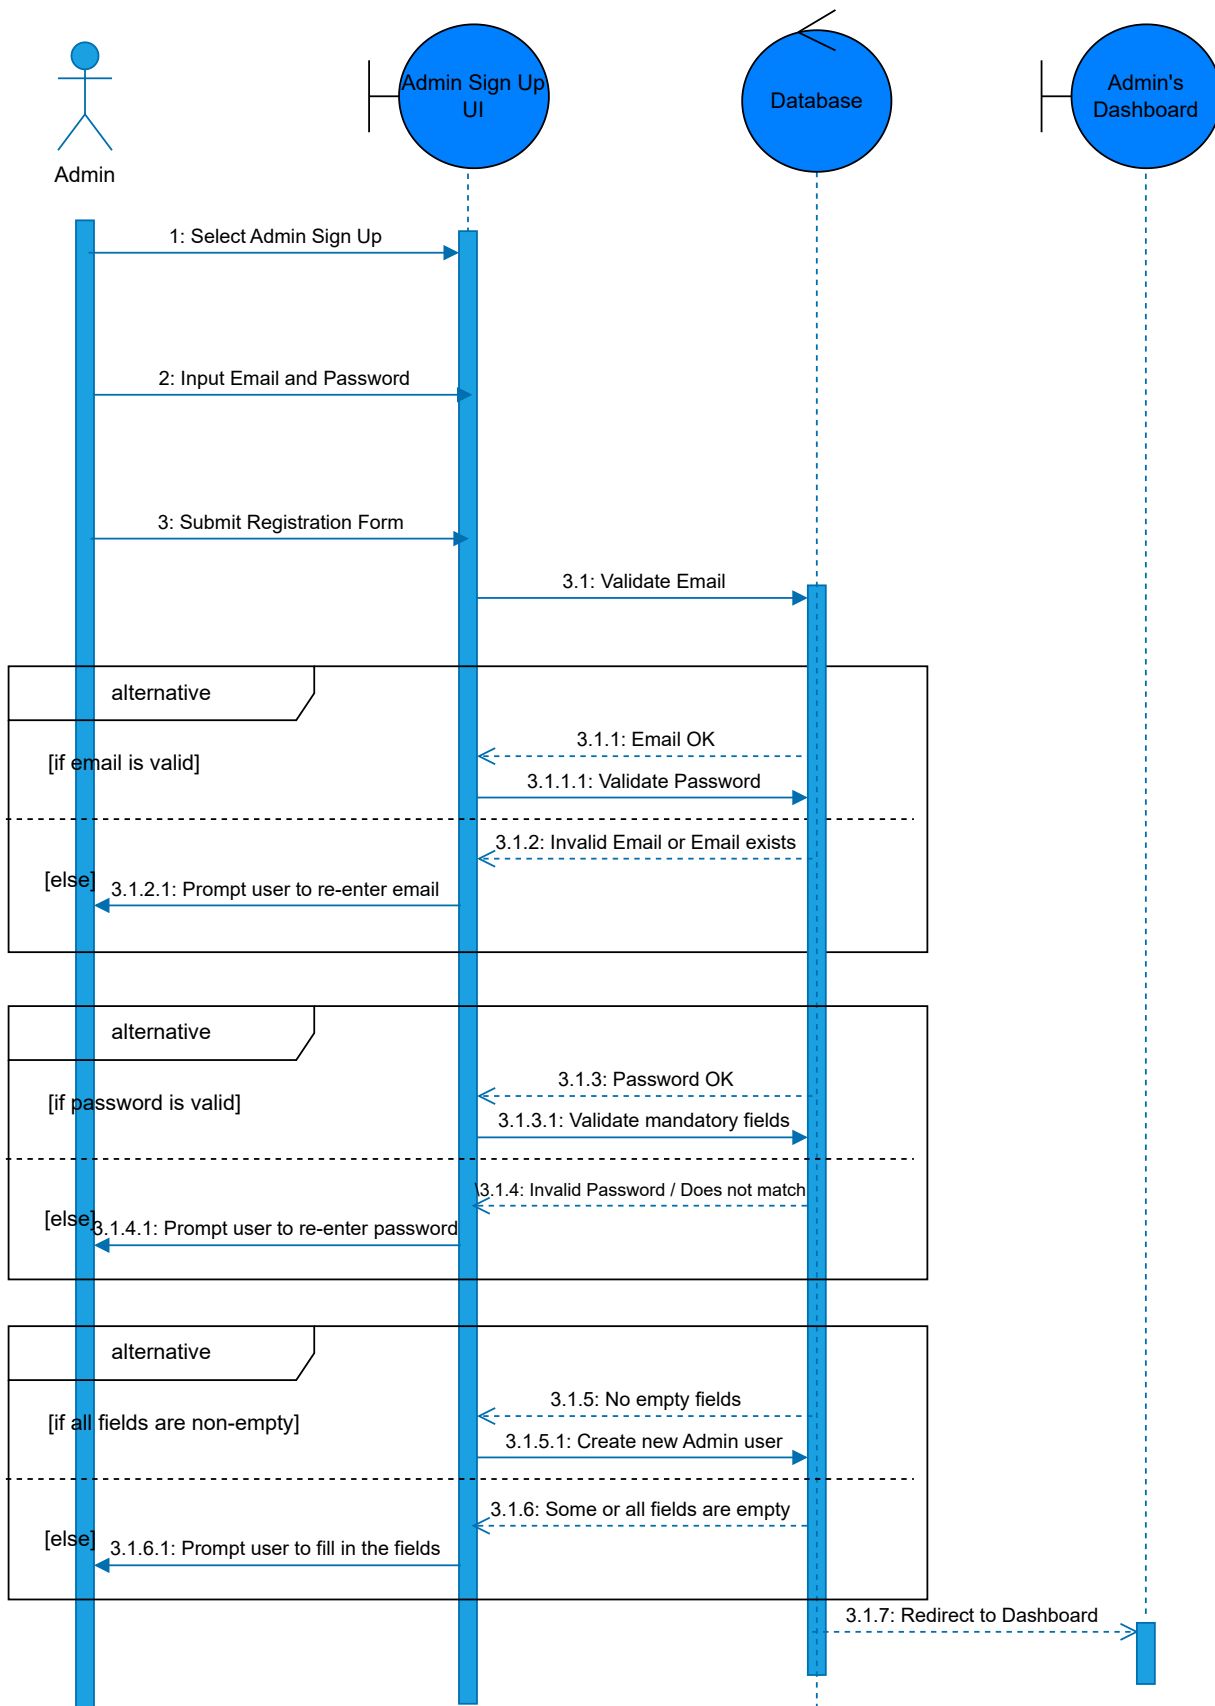 Admin Sign Up
UI
Database
Admin's
Dashboard
Admin
1: Select Admin Sign Up
2: Input Email and Password
3: Submit Registration Form
3.1: Validate Email
alternative
3.1.1: Email OK
[if email is valid]
3.1.1.1: Validate Password
3.1.2: Invalid Email or Email exists
[else]
3.1.2.1: Prompt user to re-enter email
alternative
3.1.3: Password OK
[if password is valid]
3.1.3.1: Validate mandatory fields
\3.1.4: Invalid Password / Does not match
[else]
3.1.4.1: Prompt user to re-enter password
alternative
3.1.5: No empty fields
[if all fields are non-empty]
3.1.5.1: Create new Admin user
3.1.6: Some or all fields are empty
[else]
3.1.6.1: Prompt user to fill in the fields
3.1.7: Redirect to Dashboard